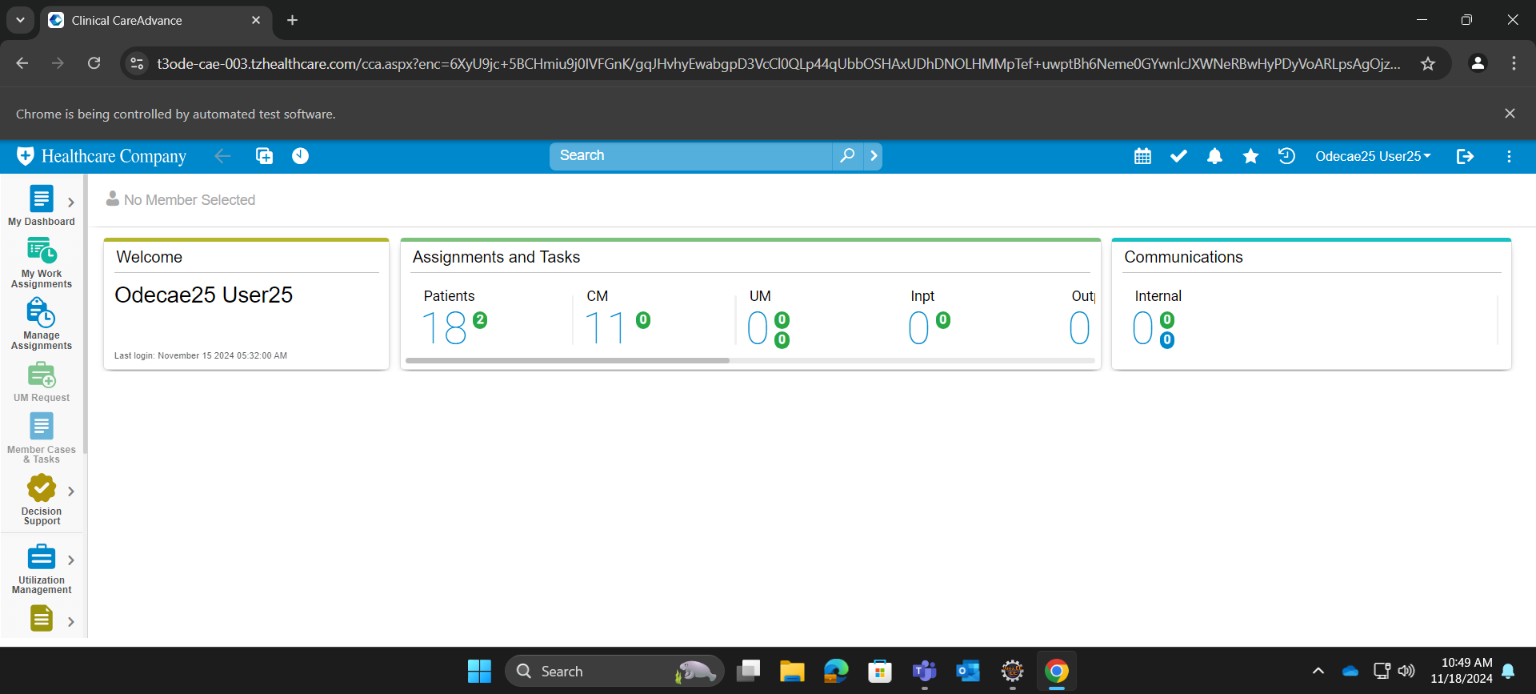 Clinical CareAdvance
t3ode-cae-003.tzhealthcare.com/cca.aspx?enc=6XyU9jc+5BCHmiu9j0IVFGnK/gqJHvhyEwabgpD3VcCl0QLp44qUbbOSHAxUDhDNOLHMMpTef+uwptBh6Neme0GYwnlcJXWNeRBwHyPDyVoARLpsAgOjz...
Chrome is being controlled by automated test software.
Healthcare Company
Search
Odecae25 User25
My Dashboard
My Work
Assignments
Manage
Assignments
UM Request
Member Cases
& Tasks
Decision
Support
Utilization
Management
No Member Selected
Welcome
Odecae25 User25
Last login: November 15 2024 05:32:00 AM
Assignments and Tasks
Patients
18 2
CM
11 0
UM
0 0
0
Inpt
0 0
Out
0
Communications
Internal
0 0
0
Search
10:49 AM
11/18/2024